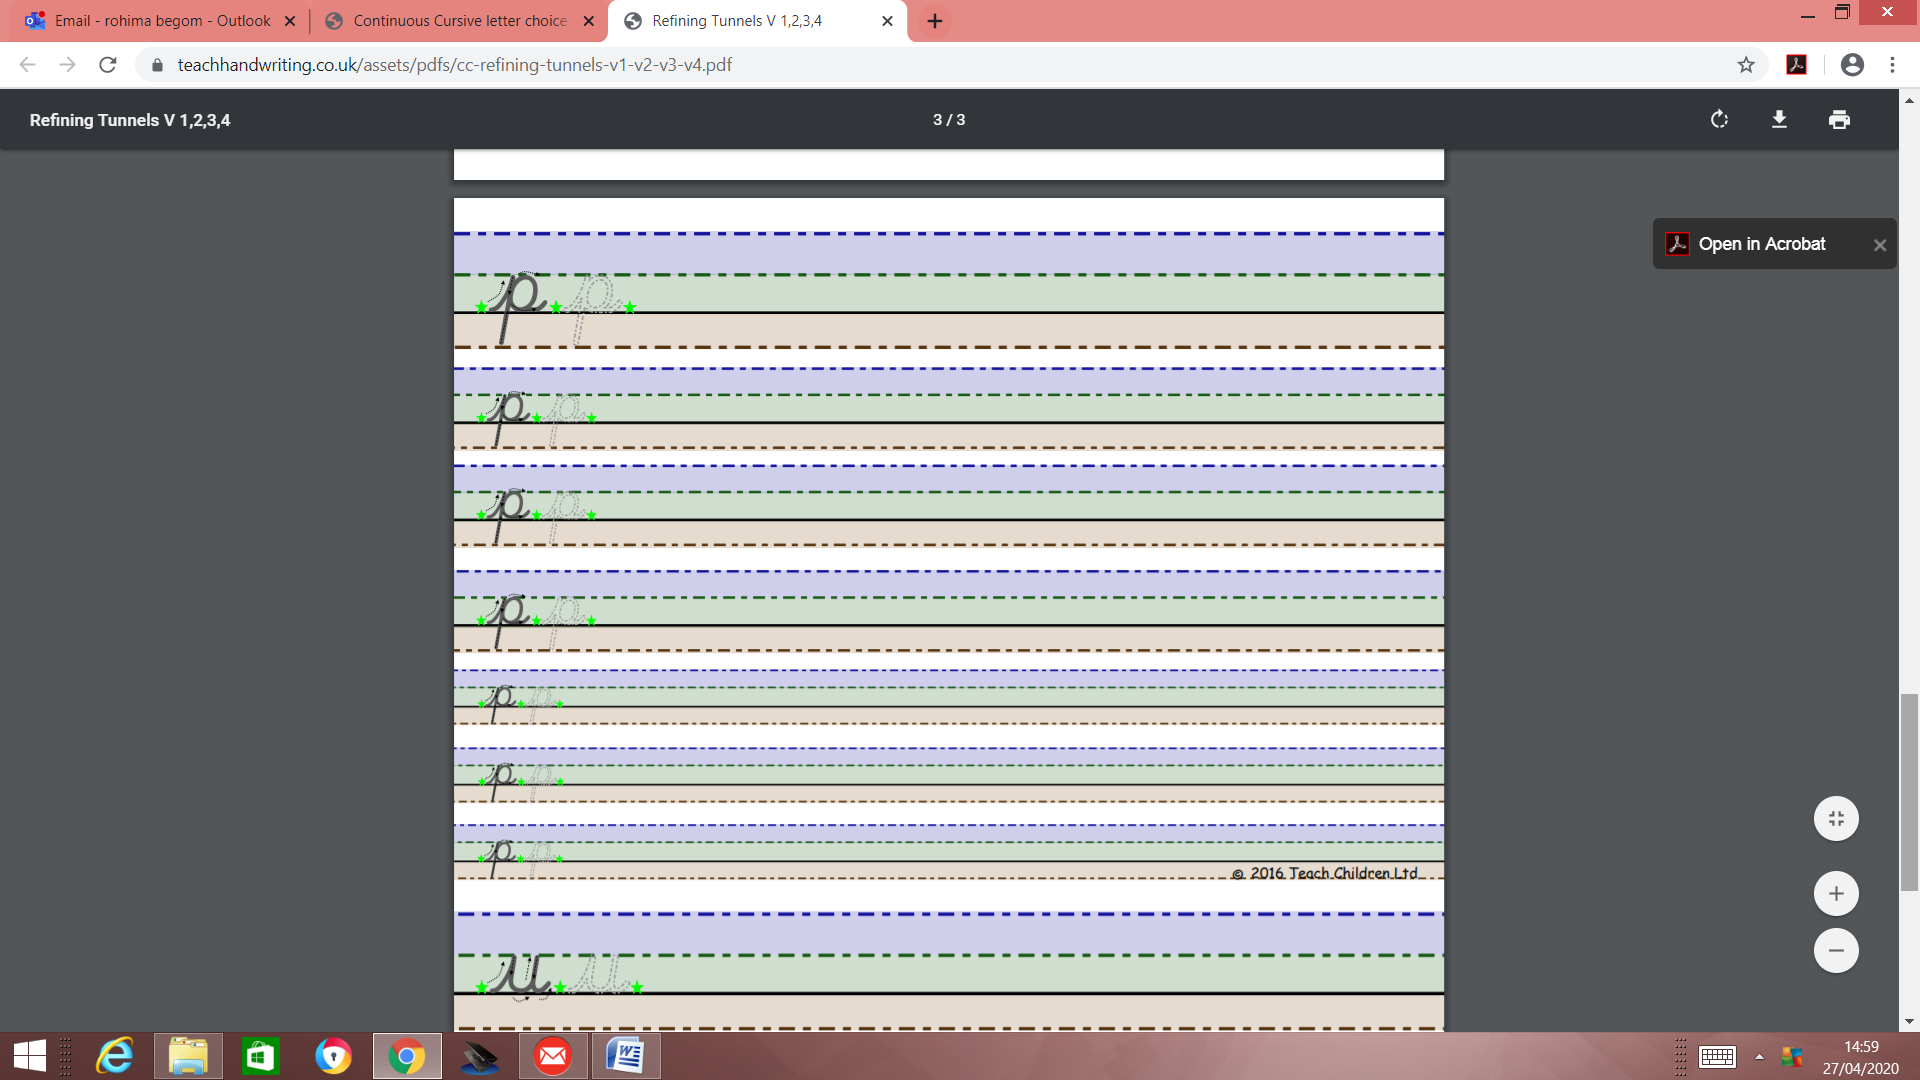 Email - rohima begom - Outlook
Continuous Cursive letter choice
Refining Tunnels V 1,2,3,4
teachhandwriting.co.uk/assets/pdfs/cc-refining-tunnels-v1-v2-v3-v4.pdf
Refining Tunnels V 1,2,3,4
3 / 3
Open in Acrobat
p p
p p
p p
p p
p p
p p
p p
© 2016 Teach Children Ltd
u u
14:59
27/04/2020